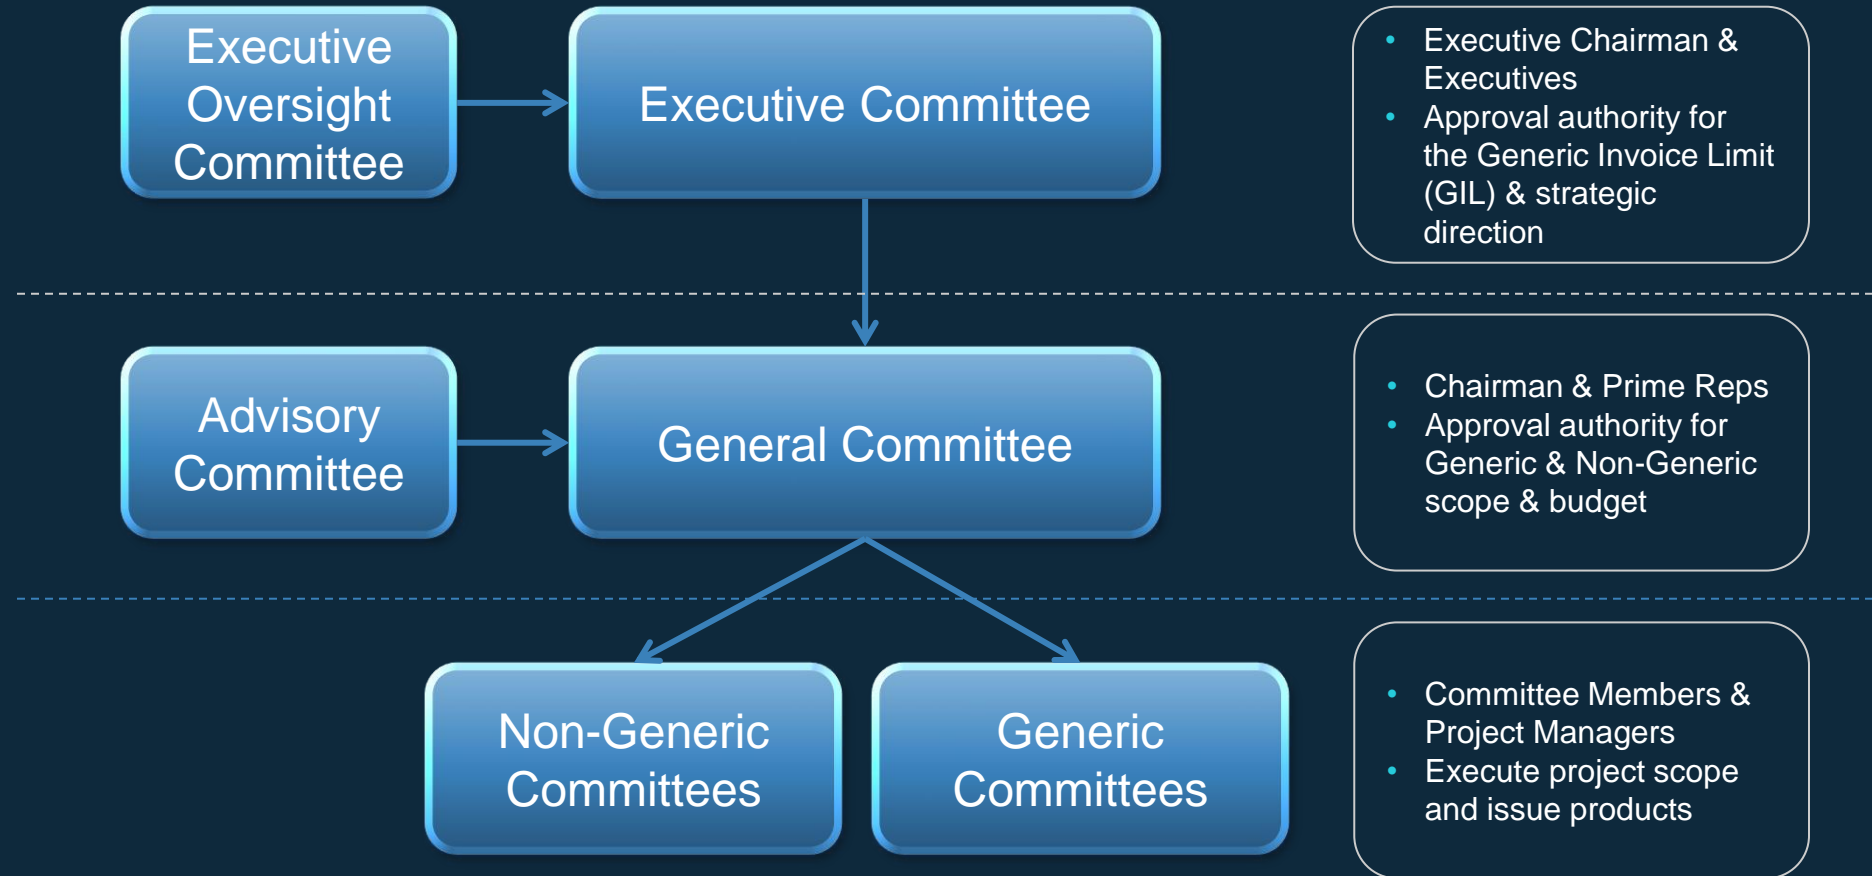 Executive
Oversight
Committee
Executive Committee
• Executive Chairman &
Executives
• Approval authority for
the Generic Invoice Limit
(GIL) & strategic
direction
Advisory
Committee
General Committee
• Chairman & Prime Reps
• Approval authority for
Generic & Non-Generic
scope & budget
Non-Generic
Committees
Generic
Committees
• Committee Members &
Project Managers
• Execute project scope
and issue products